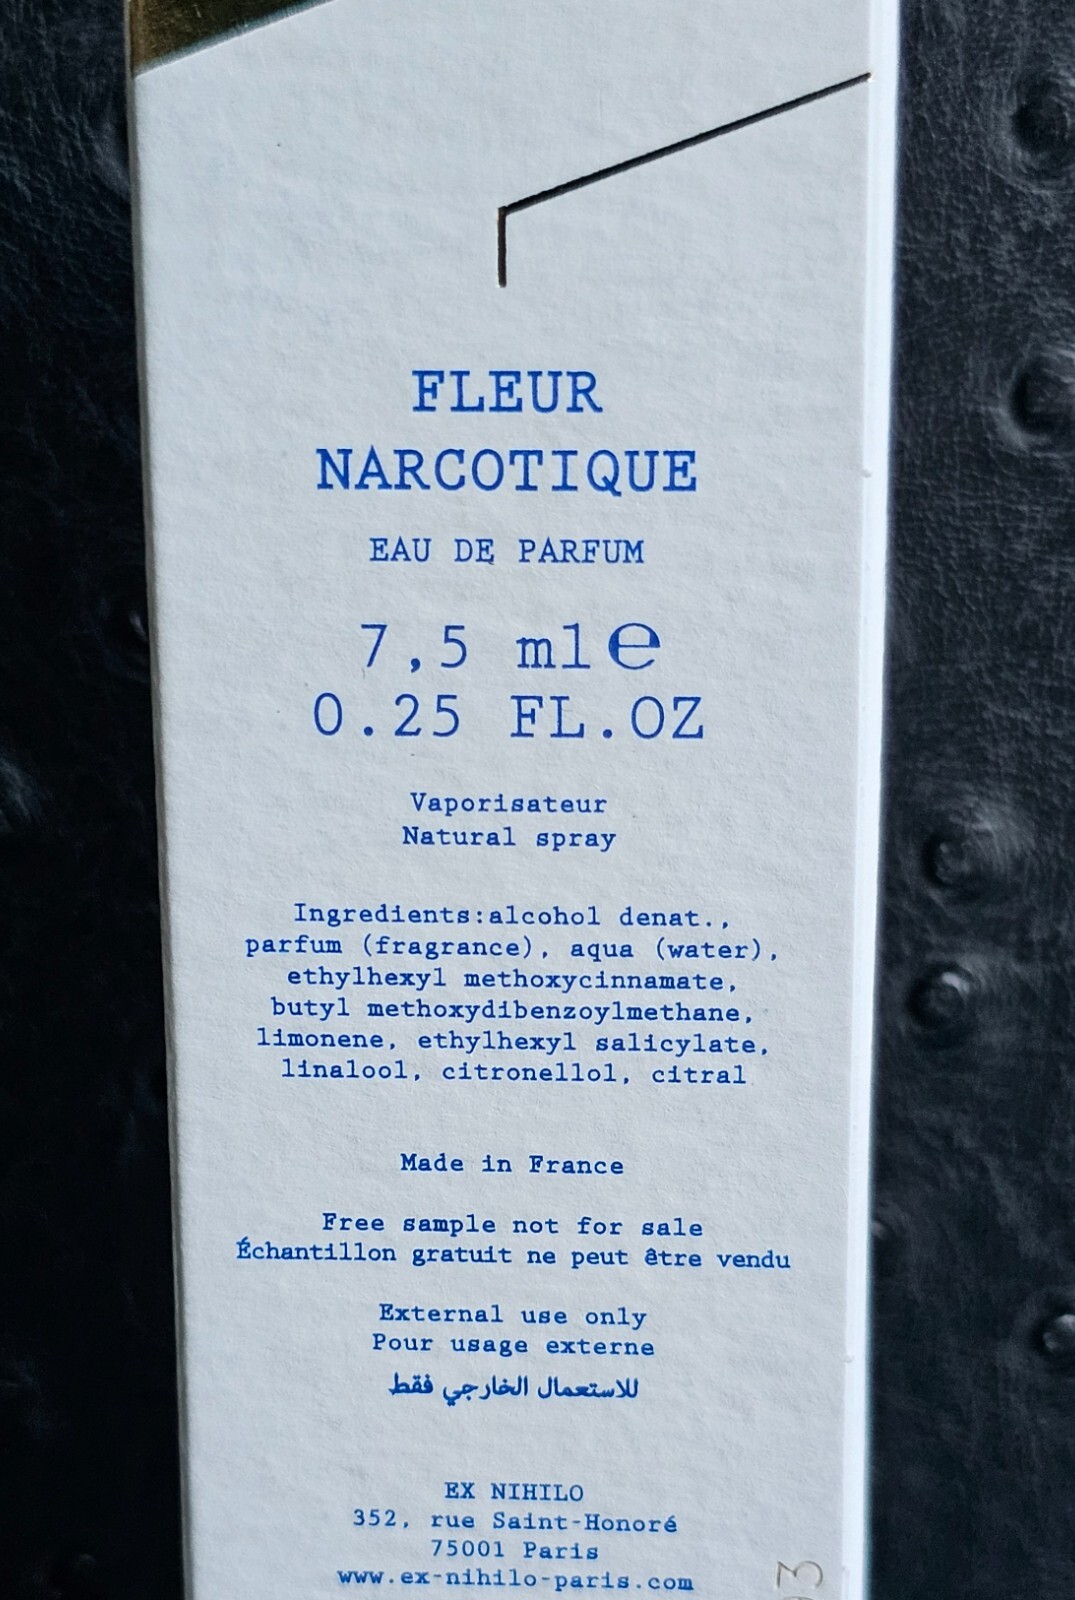 FLEUR
NARCOTIQUE
EAU DE PARFUM
7,5 ml e
0.25 FL.OZ
Vaporisateur
Natural spray
Ingredients:alcohol denat.,
parfum (fragrance), aqua (water),
ethylhexyl methoxycinnamate,
butyl methoxydibenzoylmethane,
limonene, ethylhexyl salicylate,
linalool, citronellol, citral
Made in France
Free sample not for sale
Échantillon gratuit ne peut être vendu
External use only
Pour usage externe
للاستعمال الخارجي فقط
EX NIHILO
352, rue Saint-Honoré
75001 Paris
www.ex-nihilo-paris.com